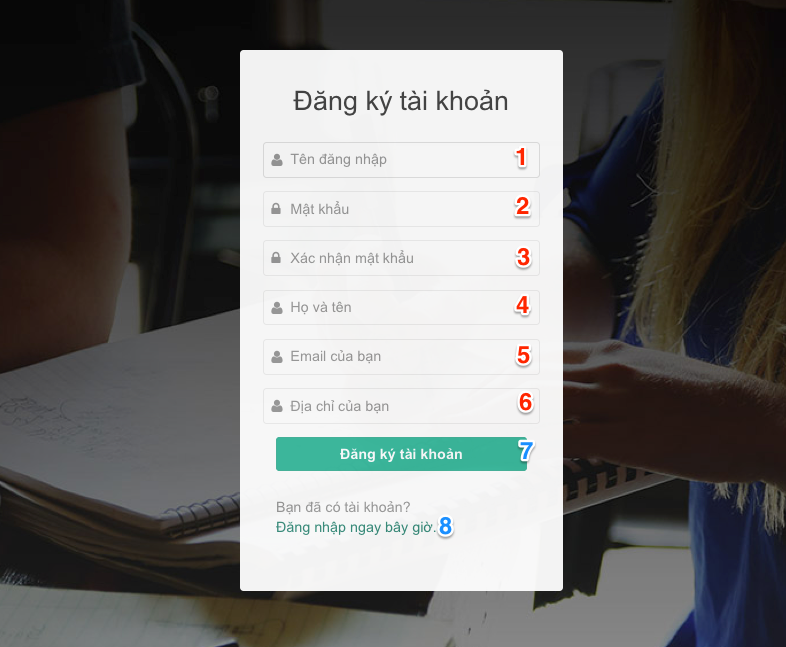 Đăng ký tài khoản
Tên đăng nhập 1
Mật khẩu 2
Xác nhận mật khẩu 3
Họ và tên 4
Email của bạn 5
Địa chỉ của bạn 6
Đăng ký tài khoản 7
Bạn đã có tài khoản?
Đăng nhập ngay bây giờ. 8